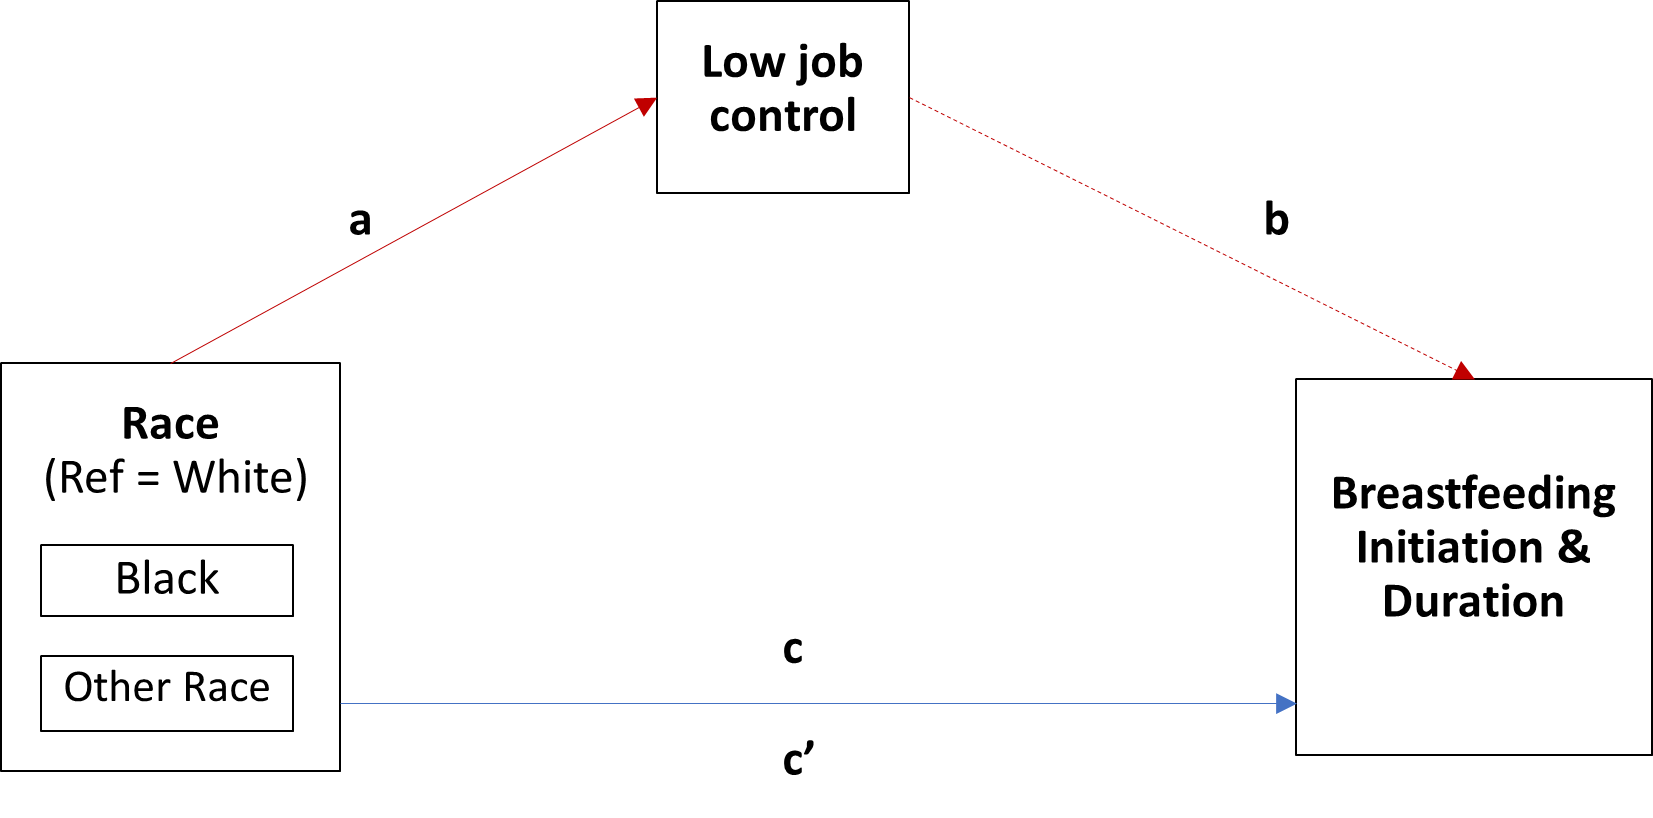 Low job
control
a
b
Race
(Ref = White)
Black
Other Race
Breastfeeding
Initiation &
Duration
c
c’